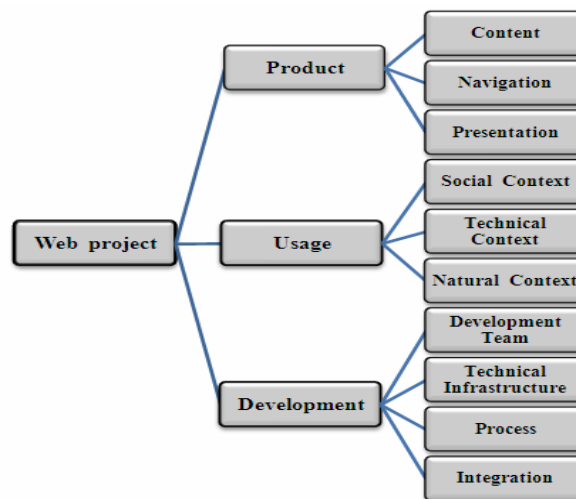 Web project
Product
Content
Navigation
Presentation
Usage
Social Context
Technical
Context
Natural Context
Development
Development
Team
Technical
Infrastructure
Process
Integration